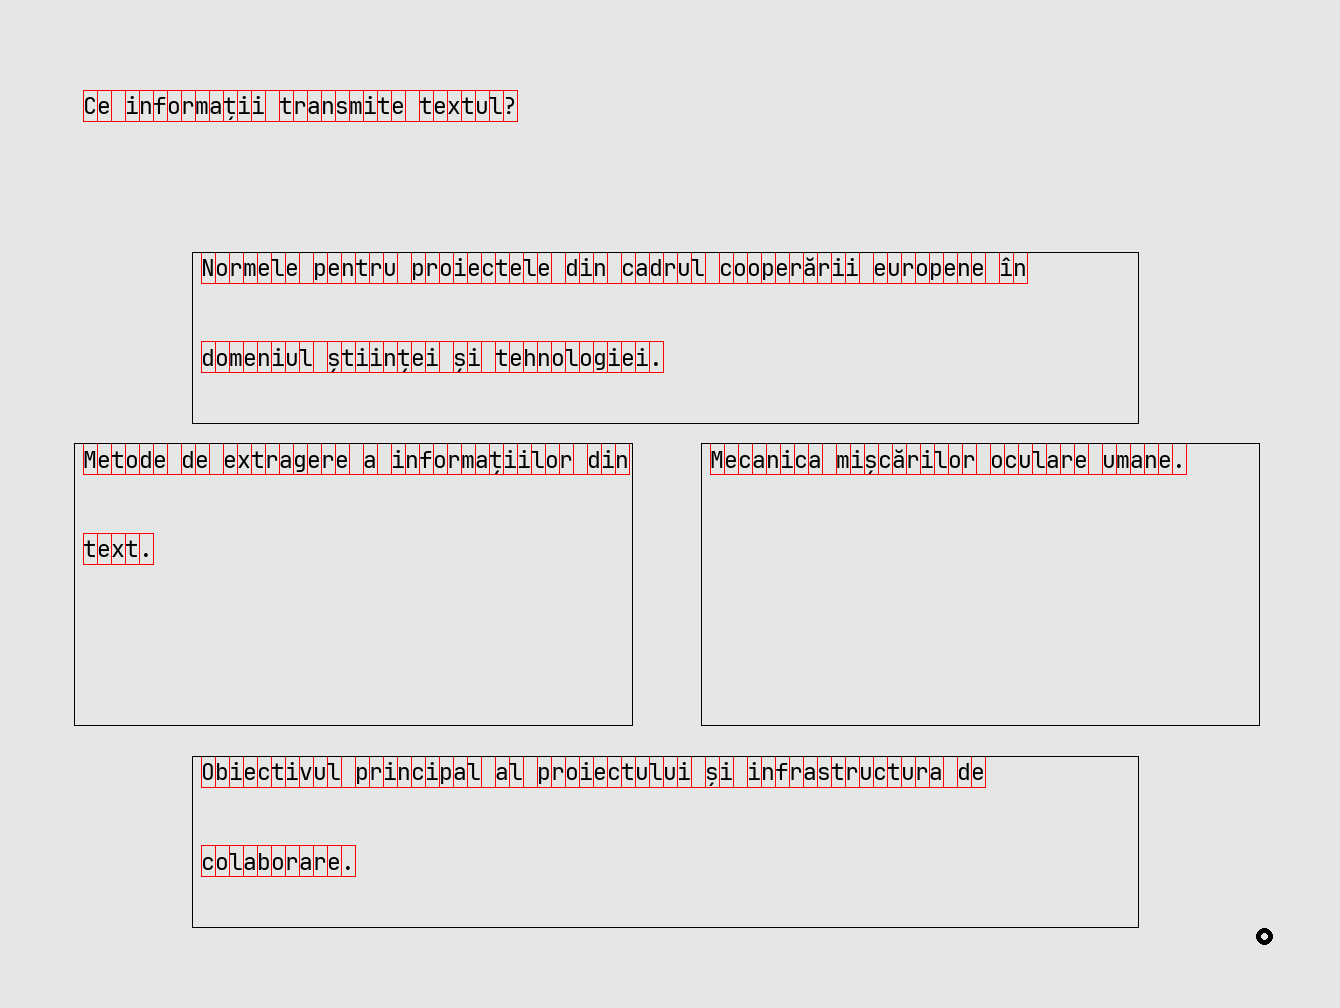 Ce informații transmite textul?
Normele pentru proiectele din cadrul cooperării europene în
domeniul științei și tehnologiei.
Metode de extragere a informațiilor din
text.
Mecanica mișcărilor oculare umane.
Obiectivul principal al proiectului și infrastructura de
colaborare.